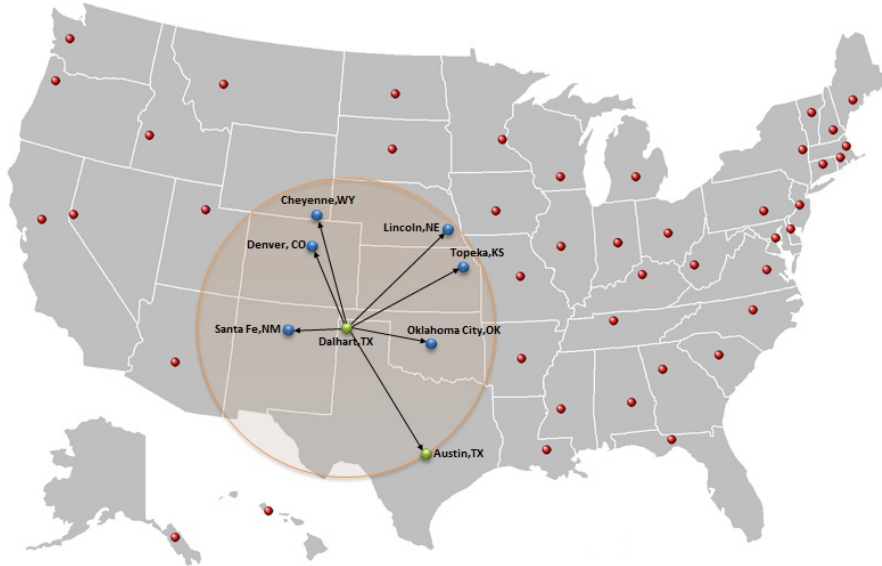 Cheyenne,WY
Lincoln,NE
Denver, CO
Topeka,KS
Santa Fe,NM
Dalhart,TX
Oklahoma City,OK
Austin,TX